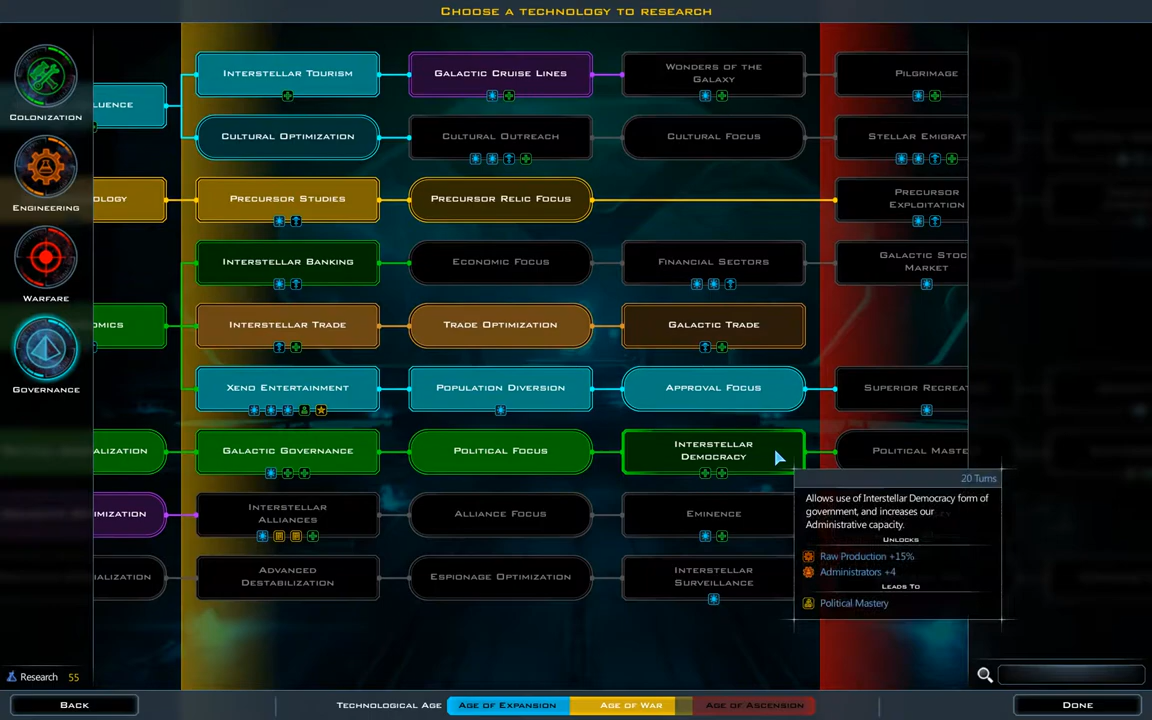 Choose a technology to research
Colonization
Engineering
Warfare
Governance
luence
Interstellar Tourism
Galactic Cruise Lines
Wonders of the
Galaxy
Pilgrimage
Cultural Optimization
Cultural Outreach
Cultural Focus
Stellar Emigrat
ology
Precursor Studies
Precursor Relic Focus
Precursor
Exploitation
Interstellar Banking
Economic Focus
Financial Sectors
Galactic Stoc
Market
omics
Interstellar Trade
Trade Optimization
Galactic Trade
Xeno Entertainment
Population Diversion
Approval Focus
Superior Recrea
alization
Galactic Governance
Political Focus
Interstellar
Democracy
Political Maste
imization
Interstellar
Alliances
Alliance Focus
Eminence
ialization
Advanced
Destabilization
Espionage Optimization
Interstellar
Surveillance
20 Turns
Allows use of Interstellar Democracy form of
government, and increases our
Administrative capacity.
Unlocks
Raw Production +15%
Administrators +4
Leads To
Political Mastery
Research 55
Back
Technological Age
Age of Expansion
Age of War
Age of Ascension
Done